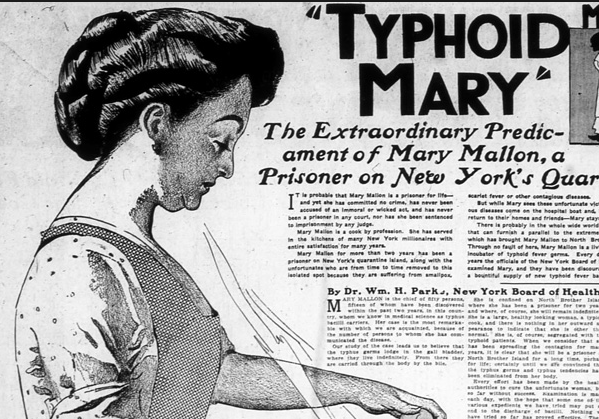 "TYPHOID
MARY"
The Extraordinary Predic-
ament of Mary Mallon, a
Prisoner on New York's Quar
IT is probable that Mary Mallon is a prisoner for life—
and yet she has committed no crime, has never been
accused of an immoral or wicked act, and has never
been a prisoner in any court, nor has she been sentenced
to imprisonment by any judge.
Mary Mallon is a cook by profession. She has served
in the kitchens of many New York millionaires with
entire satisfaction for many years.
Mary Mallon for more than two years has been a
prisoner on New York's quarantine island, along with the
unfortunates who are from time to time removed to this
isolated spot because they are suffering from smallpox,
scarlet fever or other contagious diseases.
But while Mary sees these unfortunate vic
ous diseases come on the hospital boat and,
return to their homes and friends—Mary stays
There is probably in the whole wide world
that can furnish a parallel to the extreme
which has brought Mary Mallon to North Br
Through no fault of hers, Mary Mallon is a liv
incubator of typhoid fever germs. Every d
years the officials of the New York Board of
examined Mary, and they have been discour
a bountiful supply of new typhoid fever ba
By Dr. Wm. H. Park, New York Board of Health
MARY MALLON is the chief of fifty persons,
fifteen of whom have been discovered
within the past two years, in this coun-
try, whom we know in medical science as typhus
bacilli carriers. Her case is the most remarka-
ble with which we are acquainted, because of
the number of persons to whom she has com-
municated the disease.
Our study of the case leads us to believe that
the typhus germs lodge in the gall bladder,
where they live indefinitely. From there they
are carried through the body by the bile.
She is confined on North Brother Isla
where she has been a prisoner for two year
and where, of course, she will remain indefinite
She is a large, healthy looking woman, a typi
cook, and there is nothing in her outward a
pearance to indicate that she is other tha
normal. She is, of course, segregated with t
typhoid patients. When we consider that s
has been spreading the contagion for ma
years, it is clear that she will be a prisoner
North Brother Island for a long time, perha
for life; certainly until we are convinced th
the typhus germs and typhus tendencies ha
been eliminated from her body.
Every effort has been made by the heal
authorities to cure the unfortunate woman, b
so far without success. Examination is ma
each day, with the hope that some one of t
various expedients we have tried may put
end to the discharge of bacilli. Nothing